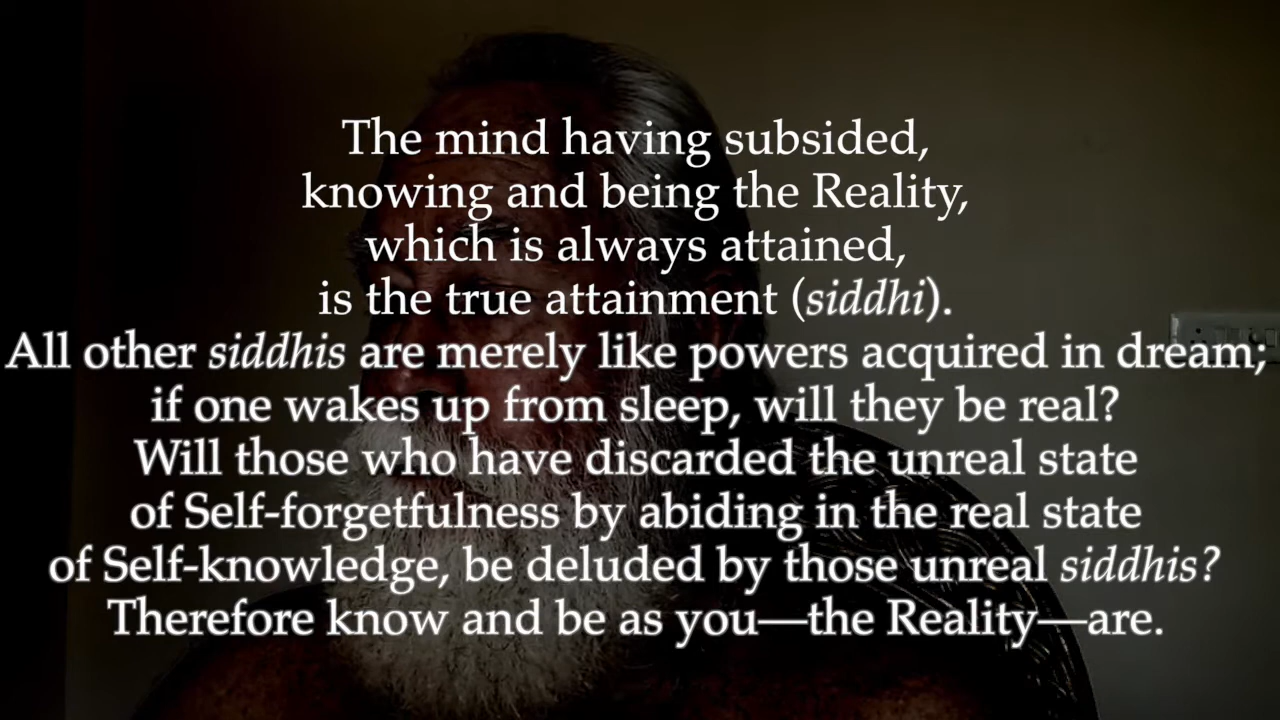 The mind having subsided,
knowing and being the Reality,
which is always attained,
is the true attainment (siddhi).
All other siddhis are merely like powers acquired in dream;
if one wakes up from sleep, will they be real?
Will those who have discarded the unreal state
of Self-forgetfulness by abiding in the real state
of Self-knowledge, be deluded by those unreal siddhis?
Therefore know and be as you—the Reality—are.